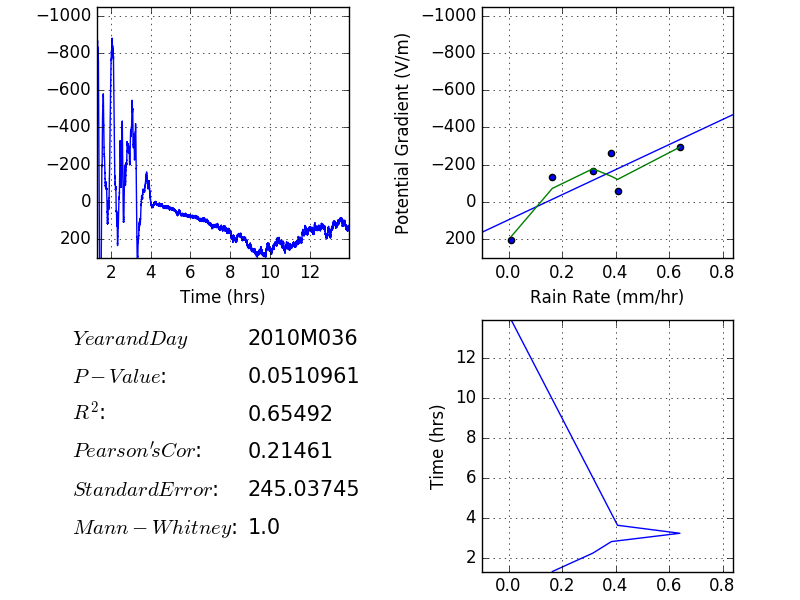 −1000
−800
−600
−400
−200
0
200
2 4 6 8 10 12
Time (hrs)
−1000
−800
−600
−400
−200
0
200
Potential Gradient (V/m)
0.0 0.2 0.4 0.6 0.8
Rain Rate (mm/hr)
YearandDay 2010M036
P−Value: 0.0510961
R²: 0.65492
Pearson'sCor: 0.21461
StandardError: 245.03745
Mann−Whitney: 1.0
12
10
8
6
4
2
Time (hrs)
0.0 0.2 0.4 0.6 0.8